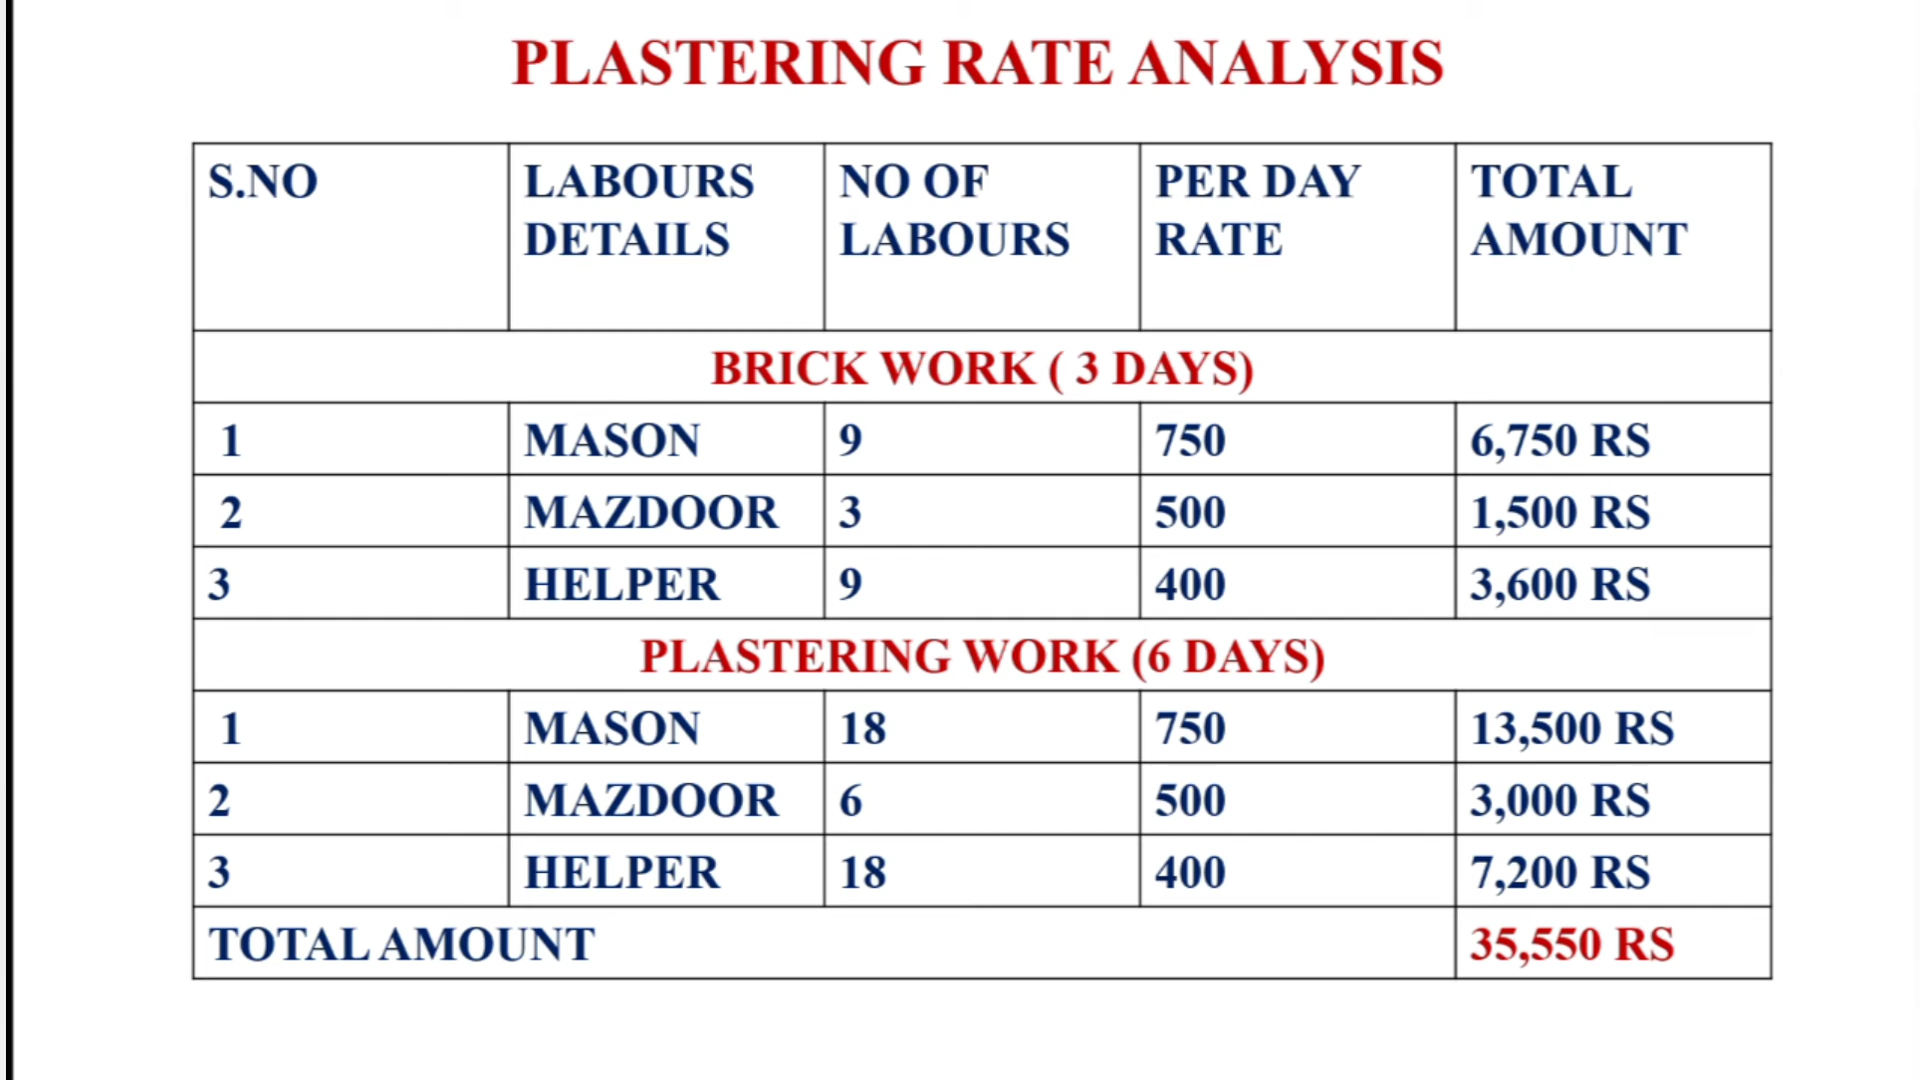 PLASTERING RATE ANALYSIS
S.NO LABOURS DETAILS NO OF LABOURS PER DAY RATE TOTAL AMOUNT
BRICK WORK ( 3 DAYS)
1 MASON 9 750 6,750 RS
2 MAZDOOR 3 500 1,500 RS
3 HELPER 9 400 3,600 RS
PLASTERING WORK (6 DAYS)
1 MASON 18 750 13,500 RS
2 MAZDOOR 6 500 3,000 RS
3 HELPER 18 400 7,200 RS
TOTAL AMOUNT 35,550 RS